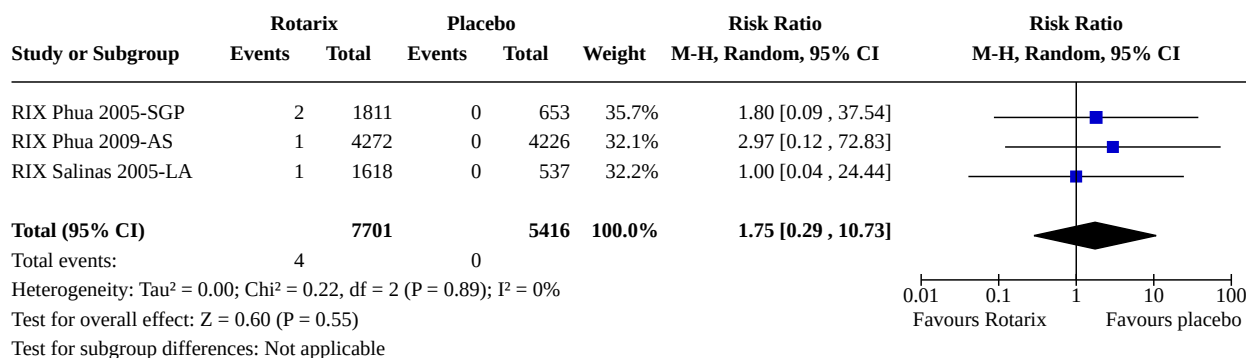 Rotarix Placebo Risk Ratio Risk Ratio
Study or Subgroup Events Total Events Total Weight M-H, Random, 95% CI M-H, Random, 95% CI
RIX Phua 2005-SGP 2 1811 0 653 35.7% 1.80 [0.09 , 37.54]
RIX Phua 2009-AS 1 4272 0 4226 32.1% 2.97 [0.12 , 72.83]
RIX Salinas 2005-LA 1 1618 0 537 32.2% 1.00 [0.04 , 24.44]
Total (95% CI) 7701 5416 100.0% 1.75 [0.29 , 10.73]
Total events: 4 0
Heterogeneity: Tau² = 0.00; Chi² = 0.22, df = 2 (P = 0.89); I² = 0%
0.01 0.1 1 10 100
Test for overall effect: Z = 0.60 (P = 0.55) Favours Rotarix Favours placebo
Test for subgroup differences: Not applicable